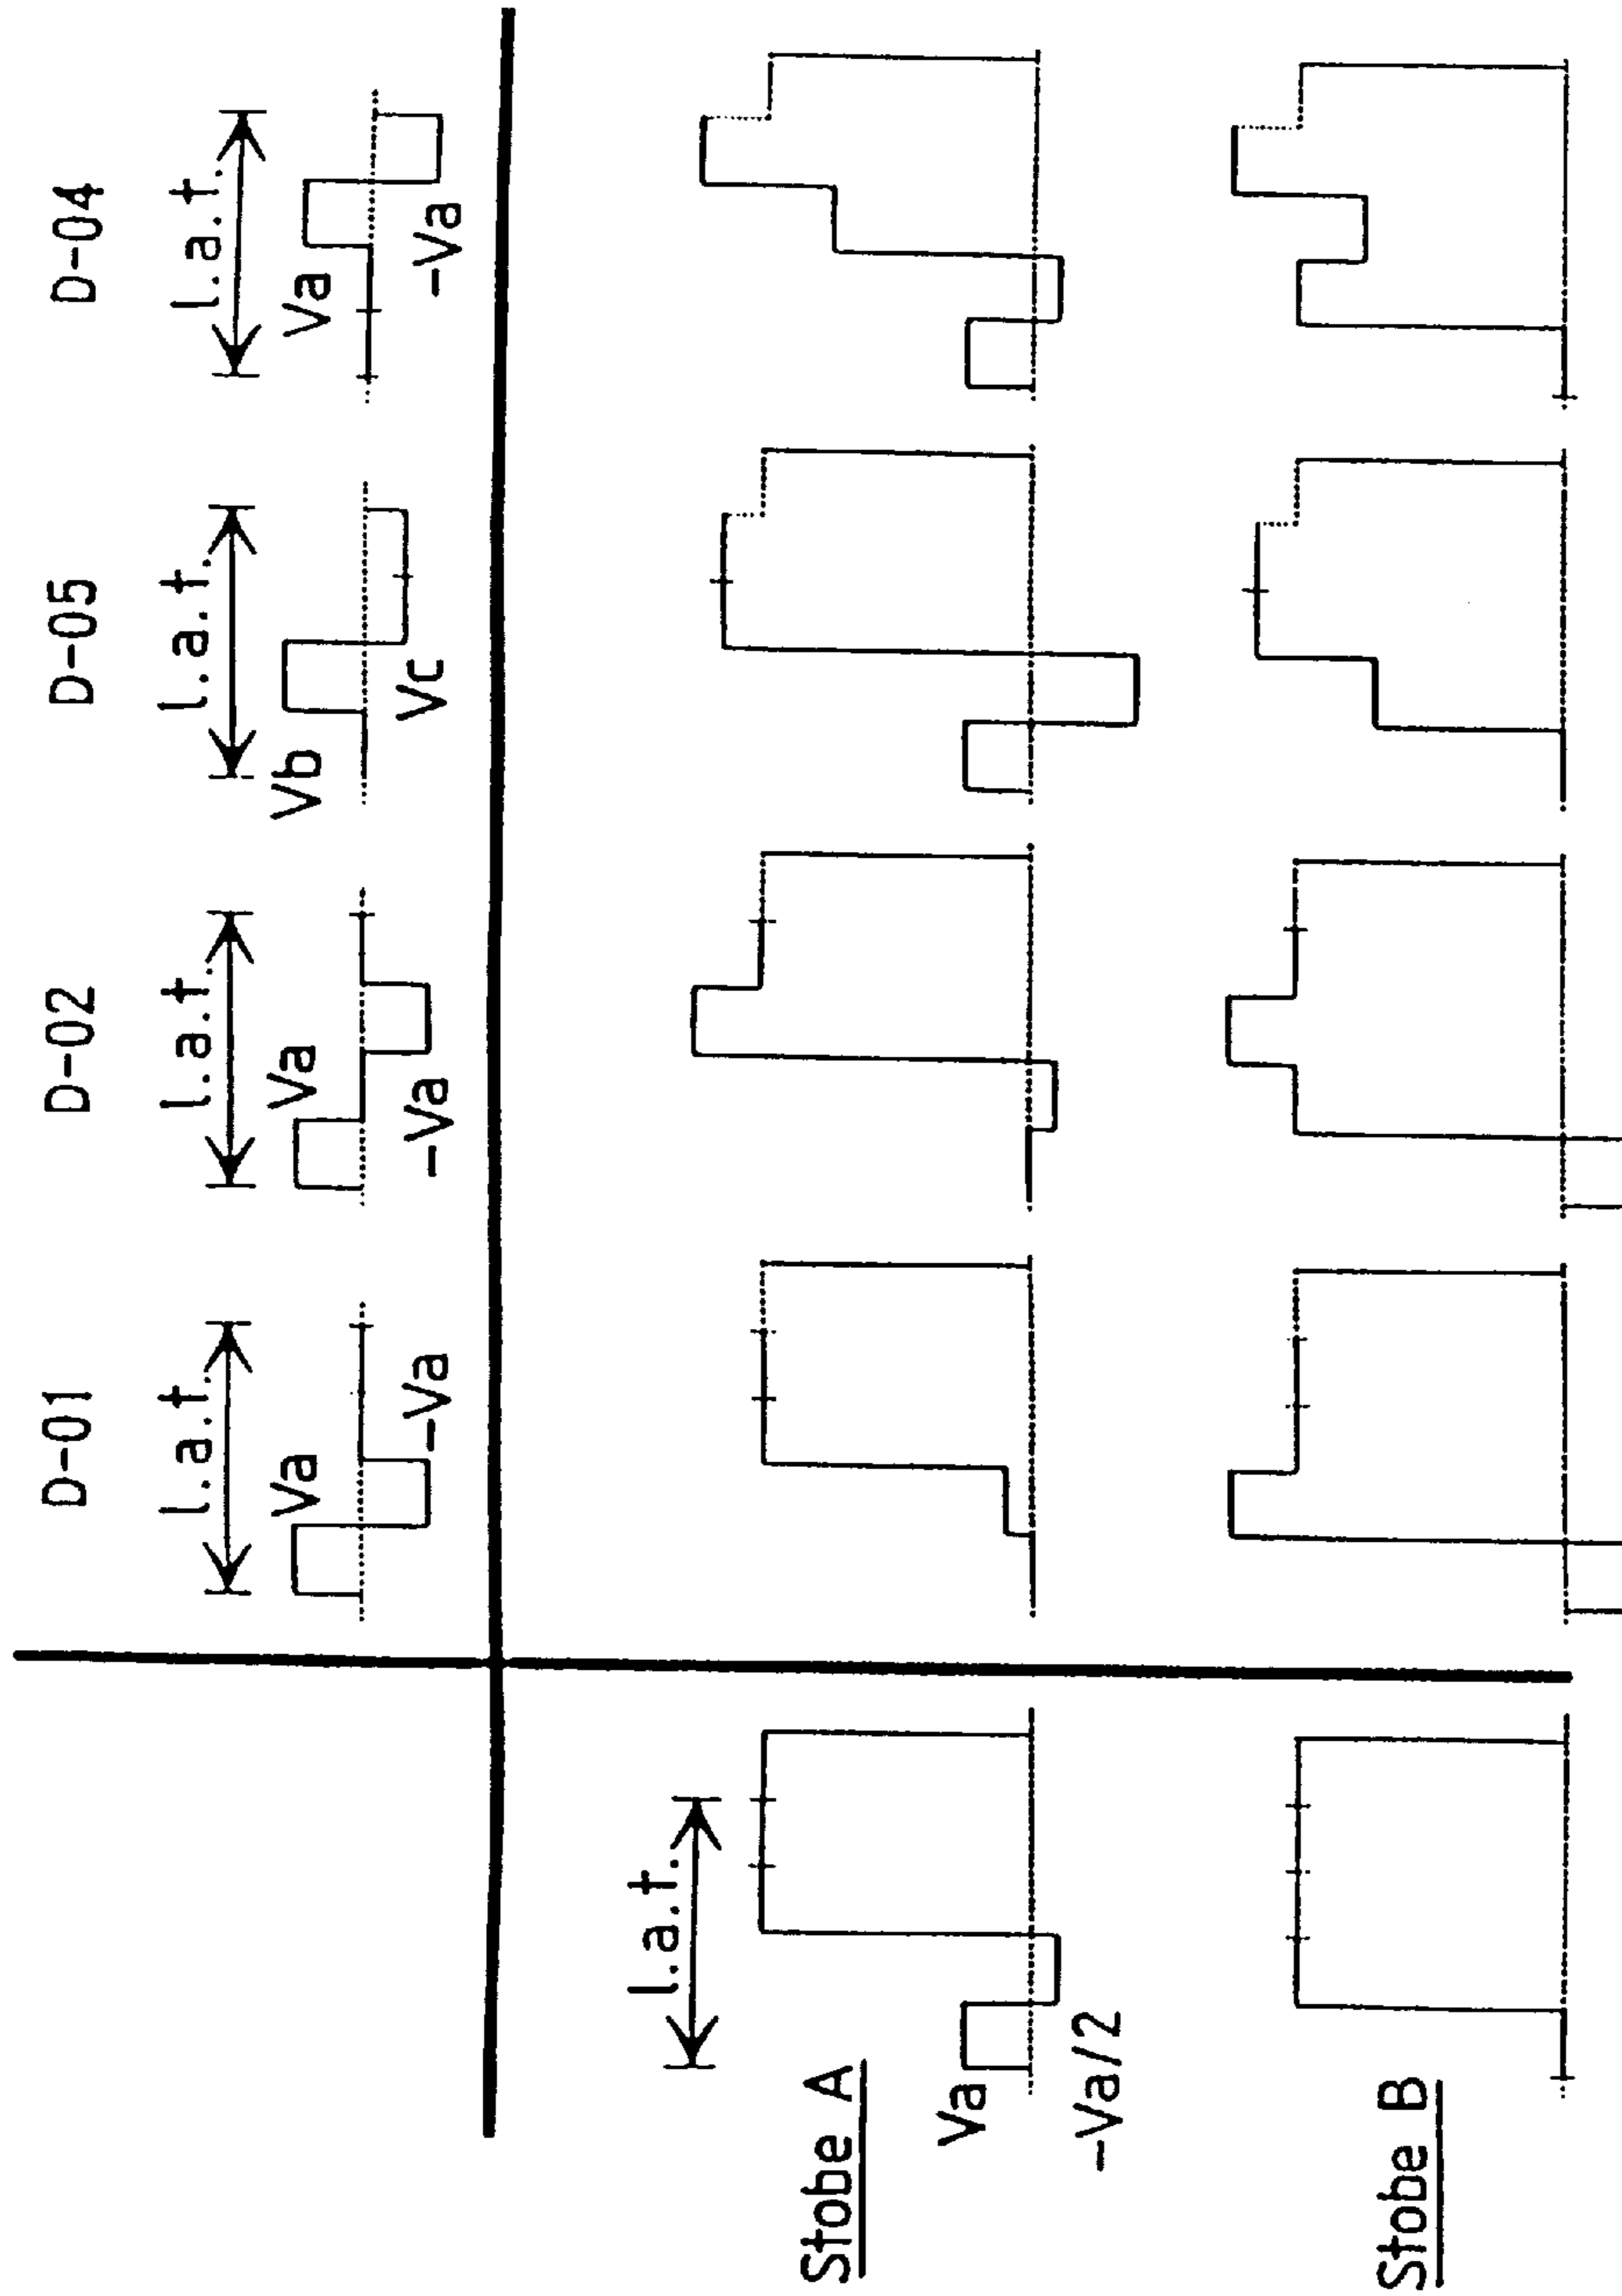 D-01 D-02 D-05 D-04
l.a.t. l.a.t. l.a.t. l.a.t.
Va Va Vb Va
-Va -Va Vc -Va
l.a.t.
Stobe A
Va
-Va/2
Stobe B